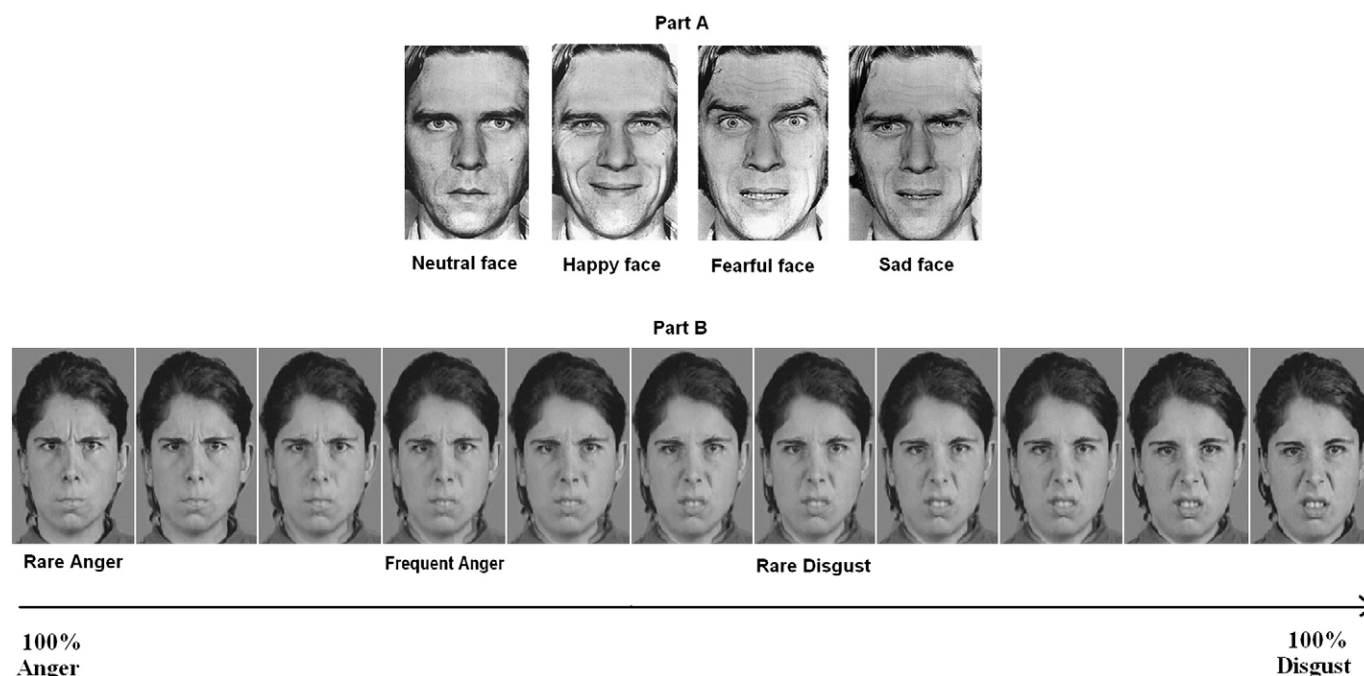 Part A
Neutral face Happy face Fearful face Sad face
Part B
Rare Anger Frequent Anger Rare Disgust
100% 100%
Anger Disgust